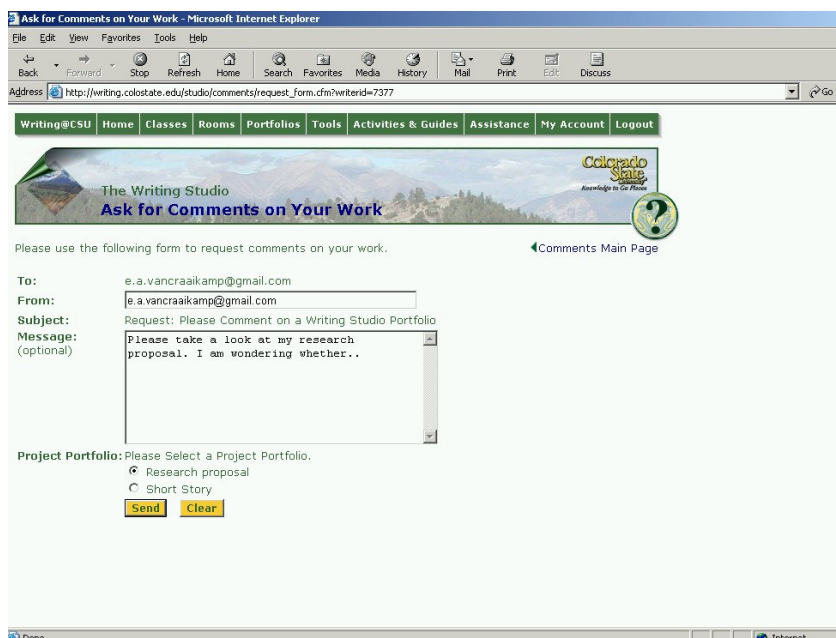 Ask for Comments on Your Work - Microsoft Internet Explorer
File Edit View Favorites Tools Help
Back Forward Stop Refresh Home Search Favorites Media History Mail Print Edit Discuss
Address http://writing.colostate.edu/studio/comments/request_form.cfm?writerid=7377 Go
Writing@CSU Home Classes Rooms Portfolios Tools Activities & Guides Assistance My Account Logout
Colorado
State
University
Knowledge to Go Places
The Writing Studio
Ask for Comments on Your Work
?
Please use the following form to request comments on your work. Comments Main Page
To: e.a.vancraaikamp@gmail.com
From: e.a.vancraaikamp@gmail.com
Subject: Request: Please Comment on a Writing Studio Portfolio
Message: Please take a look at my research
(optional) proposal. I am wondering whether..
Project Portfolio: Please Select a Project Portfolio.
Research proposal
Short Story
Send Clear
Done Internet